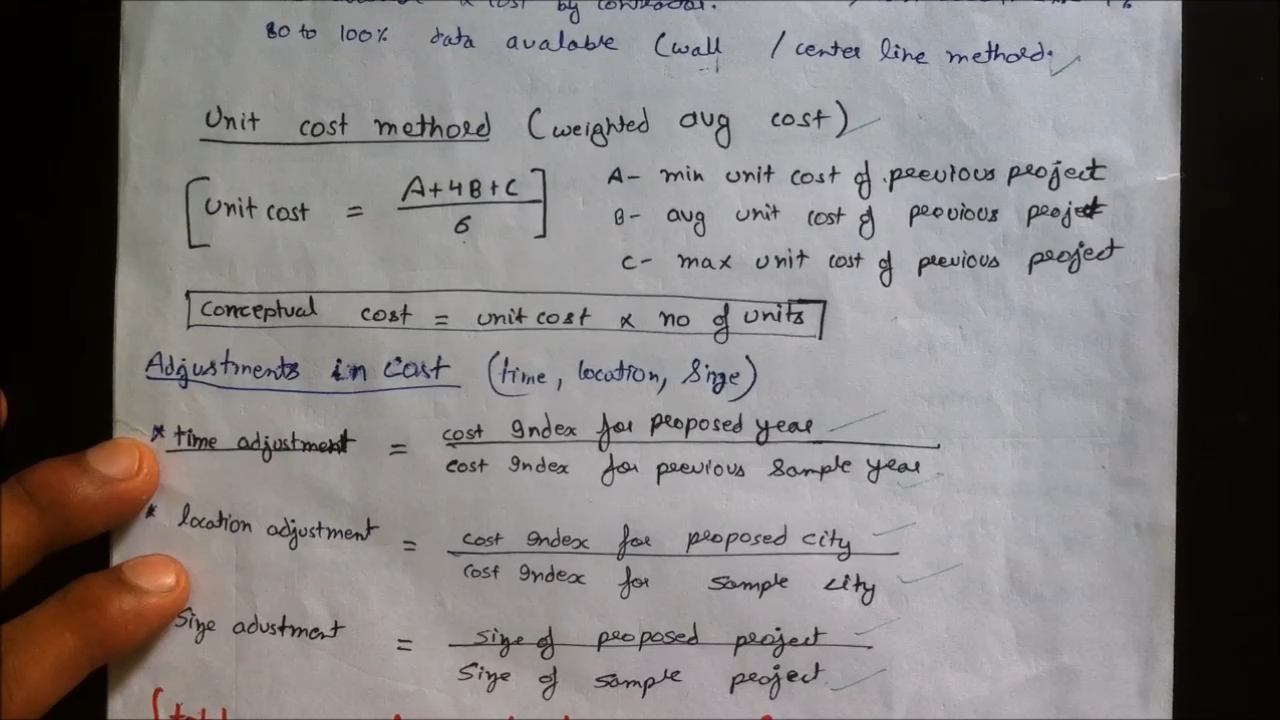 cost by contractor.
80 to 100% data avalable (wall / center line methord.
Unit cost methord (weighted avg cost)
[Unit cost = A+4B+C / 6]
A- min unit cost of previous project
B- avg unit cost of previous project
C- max unit cost of previous project
Conceptual cost = unit cost x no of units
Adjustments in Cost (time, location, Size)
* time adjustment = cost Index for proposed year
cost Index for previous Sample year
* location adjustment = cost Index for proposed city
cost Index for sample city
Size adustment = size of proposed project
Size of sample project